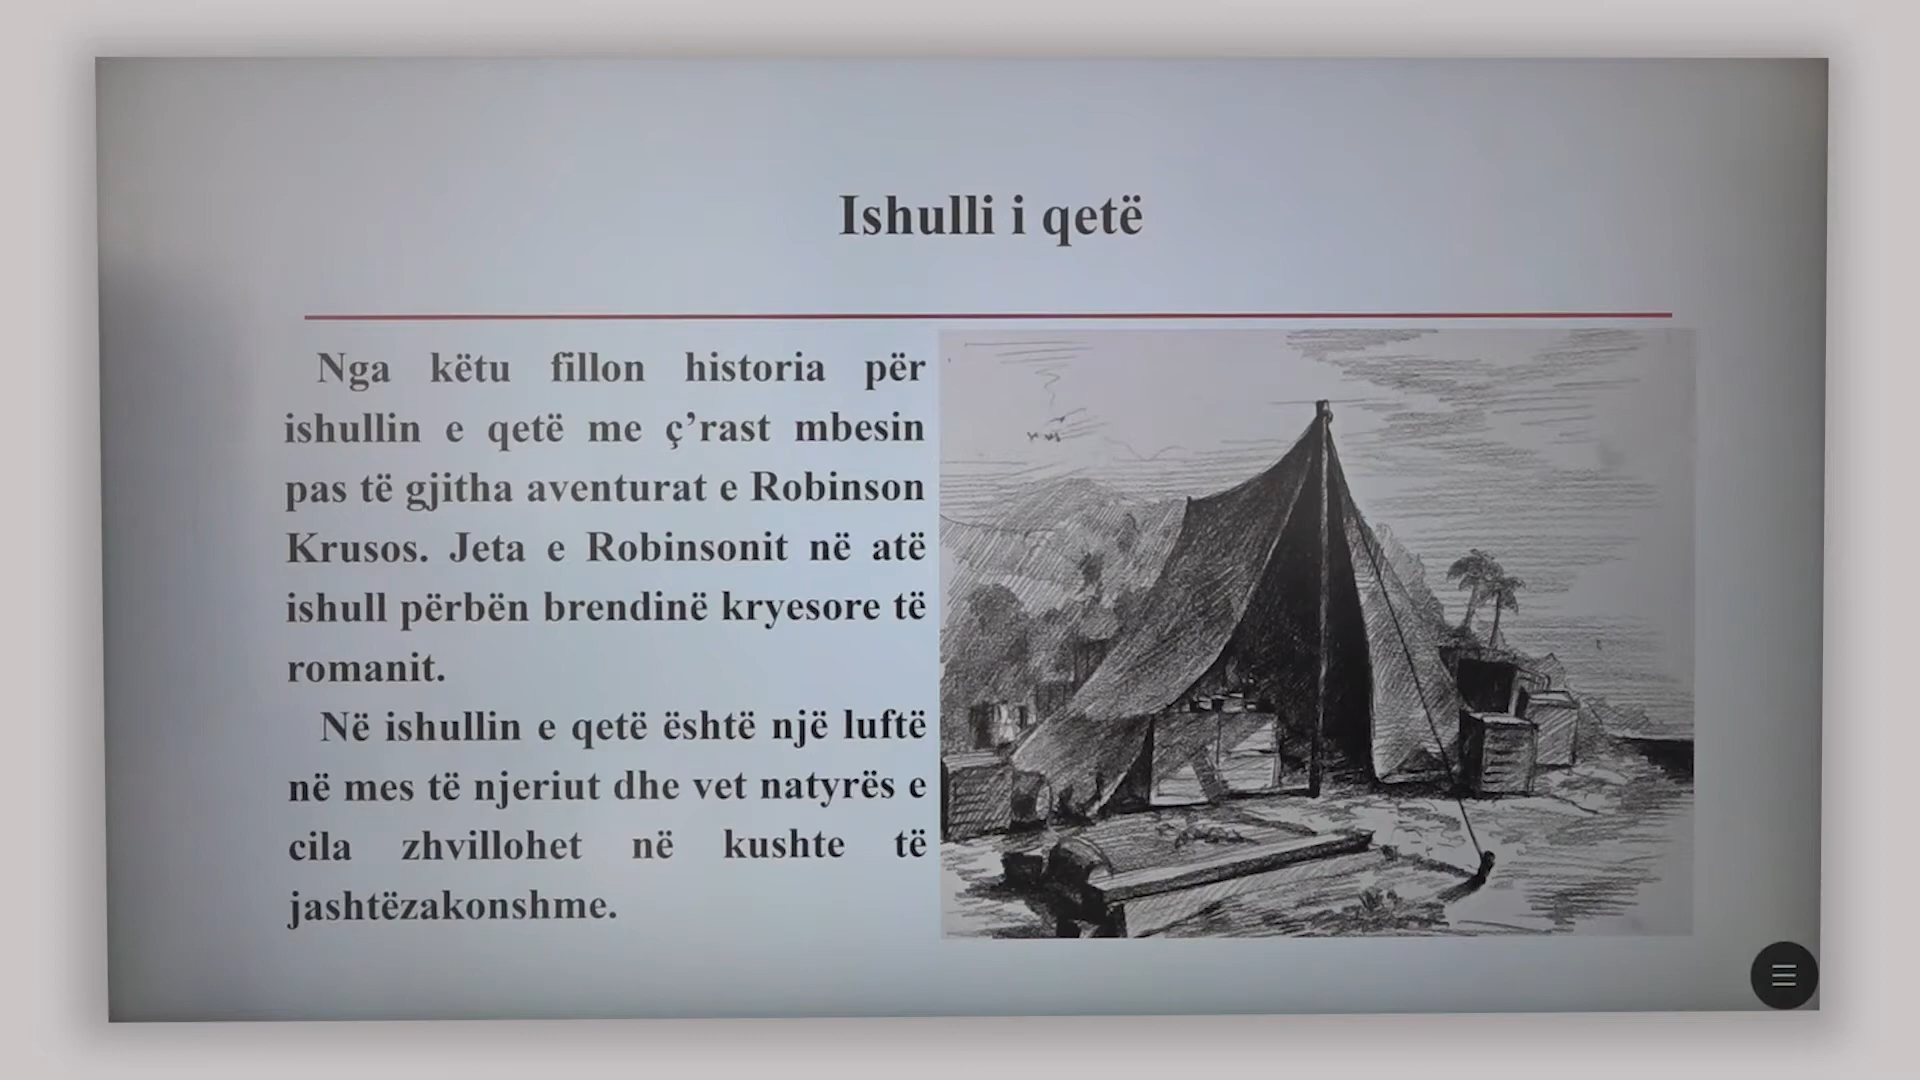 Ishulli i qetë
Nga këtu fillon historia për
ishullin e qetë me ç’rast mbesin
pas të gjitha aventurat e Robinson
Krusos. Jeta e Robinsonit në atë
ishull përbën brendinë kryesore të
romanit.
Në ishullin e qetë është një luftë
në mes të njeriut dhe vet natyrës e
cila zhvillohet në kushte të
jashtëzakonshme.